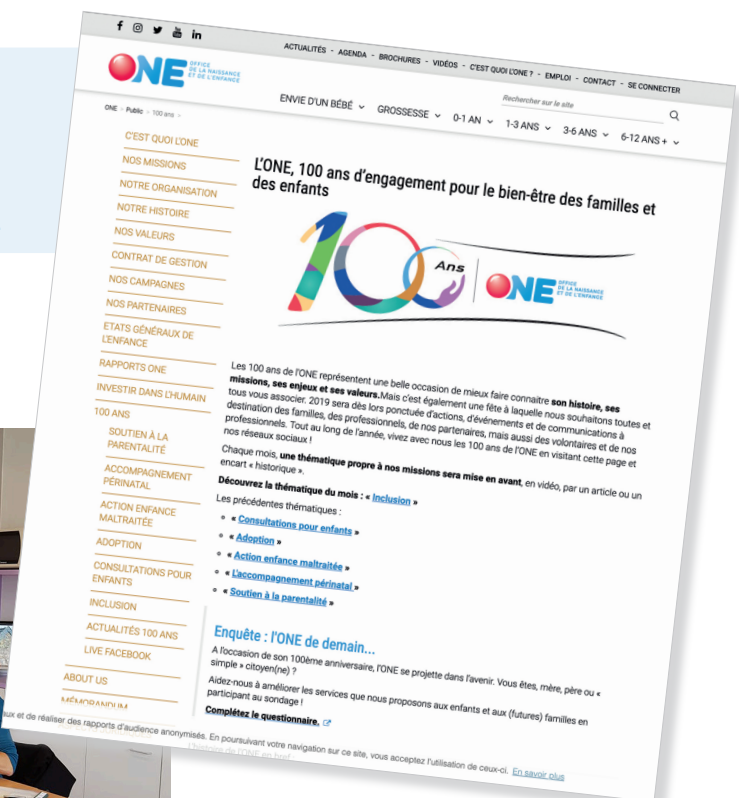 ACTUALITÉS - AGENDA - BROCHURES - VIDÉOS - C'EST QUOI L'ONE ? - EMPLOI - CONTACT - SE CONNECTER
ONE OFFICE
DE LA NAISSANCE
ET DE L'ENFANCE
Rechercher sur le site
ENVIE D'UN BÉBÉ GROSSESSE 0-1 AN 1-3 ANS 3-6 ANS 6-12 ANS +
ONE > Public > 100 ans >
C'EST QUOI L'ONE
NOS MISSIONS
NOTRE ORGANISATION
NOTRE HISTOIRE
NOS VALEURS
CONTRAT DE GESTION
NOS CAMPAGNES
NOS PARTENAIRES
ETATS GÉNÉRAUX DE
L'ENFANCE
RAPPORTS ONE
INVESTIR DANS L'HUMAIN
100 ANS
SOUTIEN À LA
PARENTALITÉ
ACCOMPAGNEMENT
PÉRINATAL
ACTION ENFANCE
MALTRAITÉE
ADOPTION
CONSULTATIONS POUR
ENFANTS
INCLUSION
ACTUALITÉS 100 ANS
LIVE FACEBOOK
ABOUT US
MÉMORANDUM
L'ONE, 100 ans d'engagement pour le bien-être des familles et
des enfants
100 Ans
ONE OFFICE
DE LA NAISSANCE
ET DE L'ENFANCE
Les 100 ans de l'ONE représentent une belle occasion de mieux faire connaitre son histoire, ses
missions, ses enjeux et ses valeurs.Mais c'est également une fête à laquelle nous souhaitons toutes et
tous vous associer. 2019 sera dès lors ponctuée d'actions, d'événements et de communications à
destination des familles, des professionnels, de nos partenaires, mais aussi des volontaires et de nos
professionnels. Tout au long de l'année, vivez avec nous les 100 ans de l'ONE en visitant cette page et
nos réseaux sociaux !
Chaque mois, une thématique propre à nos missions sera mise en avant, en vidéo, par un article ou un
encart « historique ».
Découvrez la thématique du mois : « Inclusion »
Les précédentes thématiques :
« Consultations pour enfants »
« Adoption »
« Action enfance maltraitée »
« L'accompagnement périnatal »
« Soutien à la parentalité »
Enquête : l'ONE de demain...
A l'occasion de son 100ème anniversaire, l'ONE se projette dans l'avenir. Vous êtes, mère, père ou «
simple » citoyen(ne) ?
Aidez-nous à améliorer les services que nous proposons aux enfants et aux (futures) familles en
participant au sondage !
Complétez le questionnaire.
aux et de réaliser des rapports d'audience anonymisés. En poursuivant votre navigation sur ce site, vous acceptez l'utilisation de ceux-ci. En savoir plus